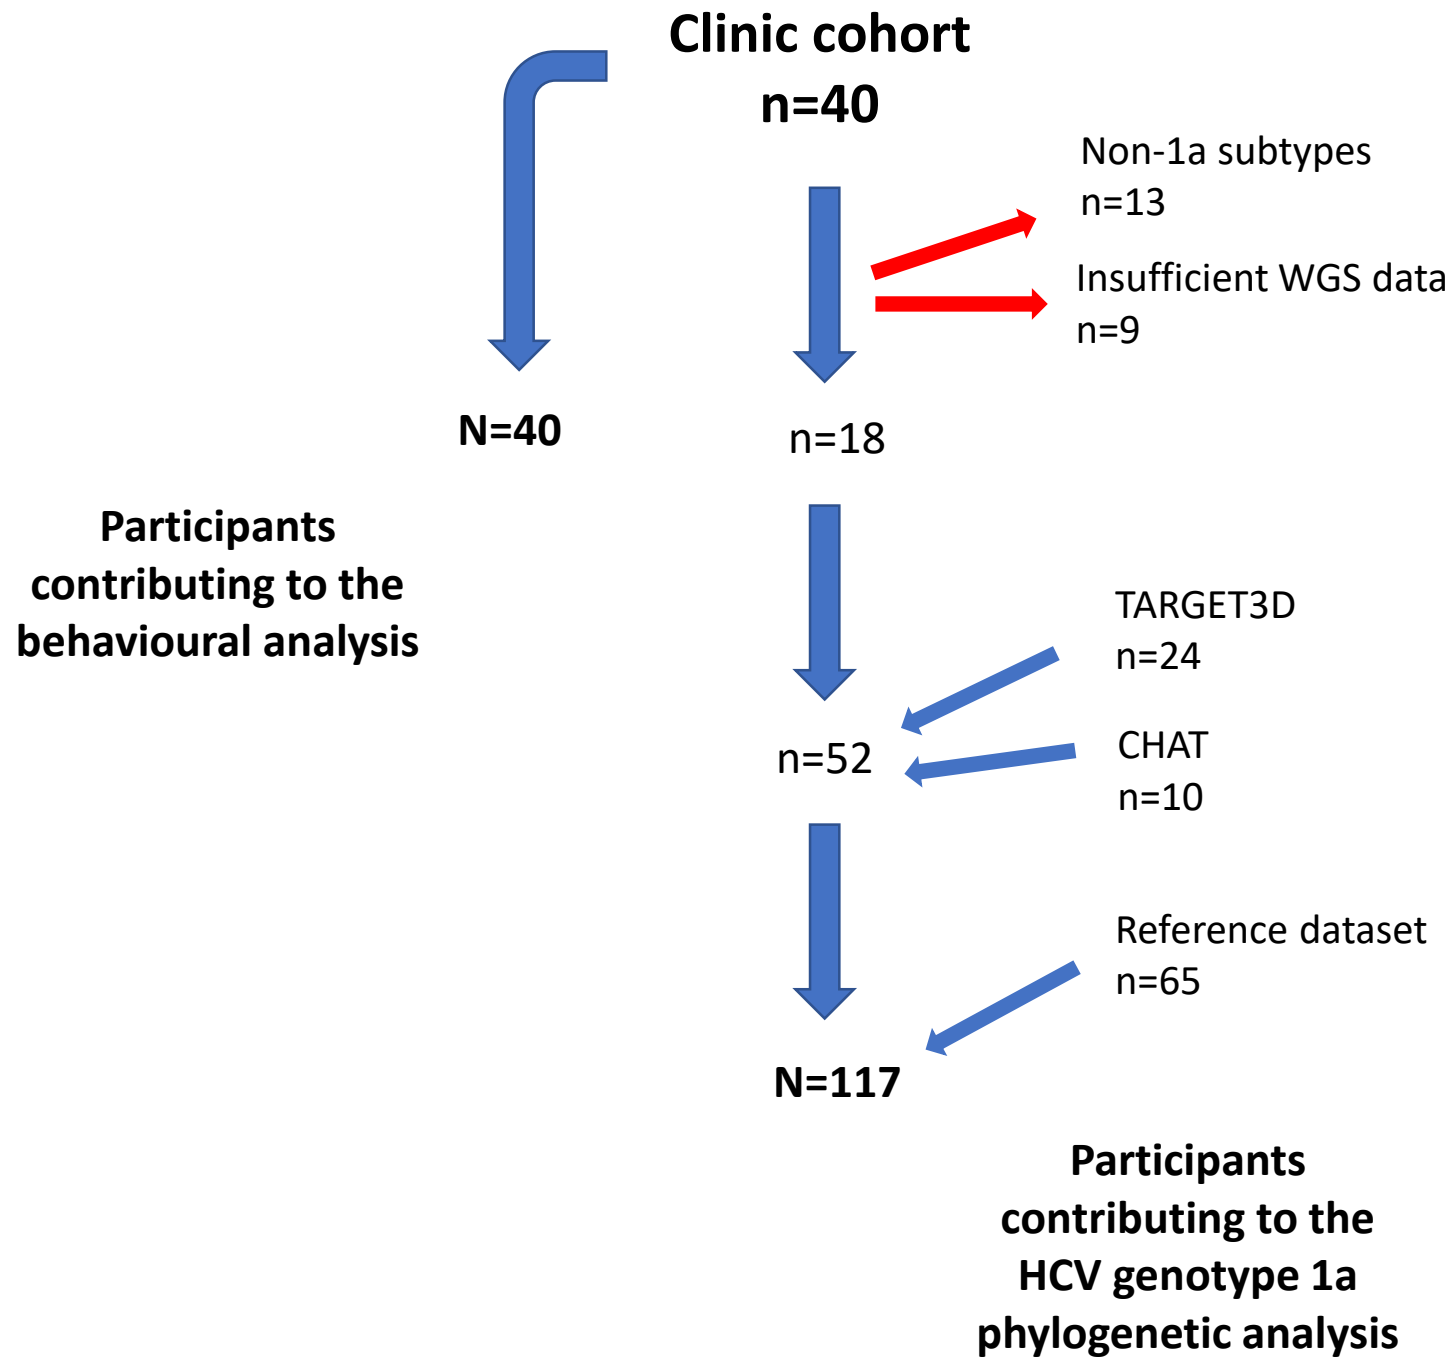 Clinic cohort
n=40
Non-1a subtypes
n=13
Insufficient WGS data
n=9
N=40
n=18
Participants
contributing to the
behavioural analysis
TARGET3D
n=24
n=52
CHAT
n=10
Reference dataset
n=65
N=117
Participants
contributing to the
HCV genotype 1a
phylogenetic analysis